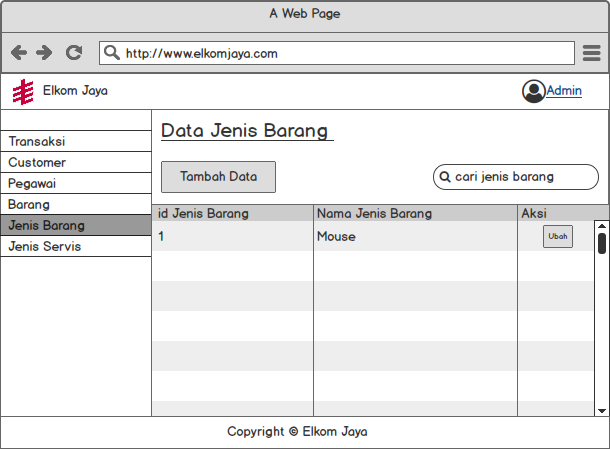 A Web Page
http://www.elkomjaya.com
Elkom Jaya
Admin
Transaksi
Customer
Pegawai
Barang
Jenis Barang
Jenis Servis
Data Jenis Barang
Tambah Data
cari jenis barang
id Jenis Barang Nama Jenis Barang Aksi
1 Mouse Ubah
Copyright © Elkom Jaya